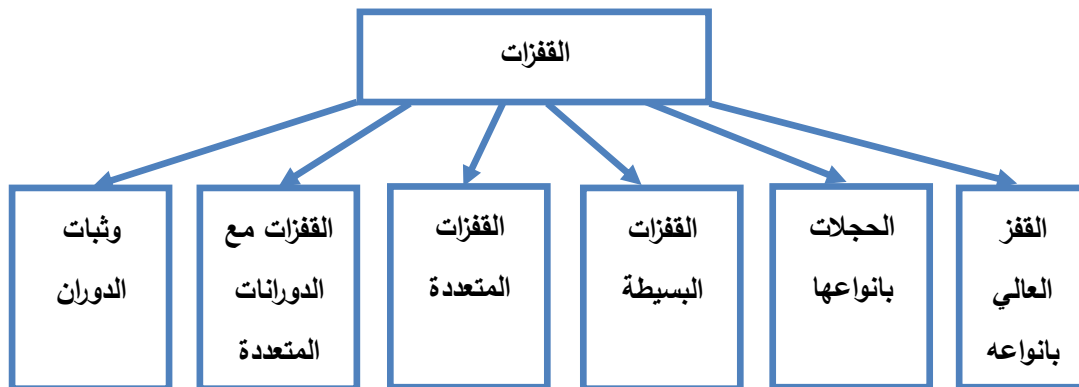 القفزات
القفز
العالي
بانواعه
الحجلات
بانواعها
القفزات
البسيطة
القفزات
المتعددة
القفزات مع
الدورانات
المتعددة
وثبات
الدوران